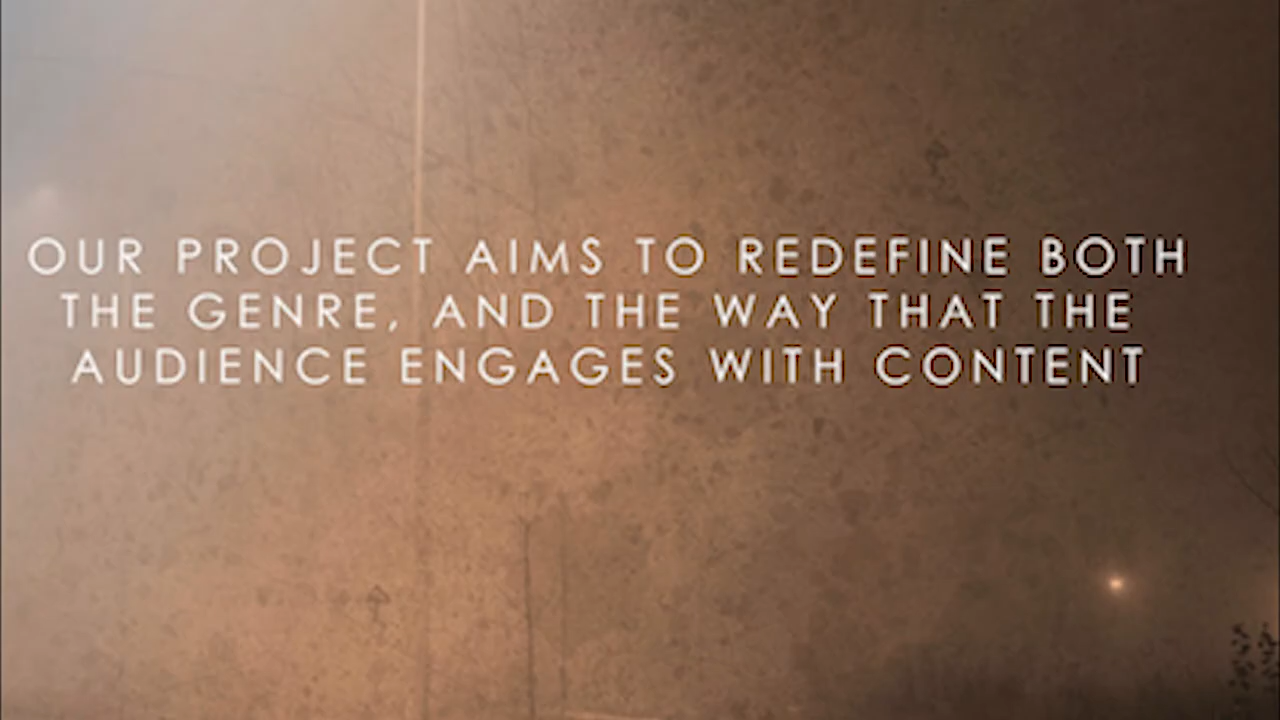 OUR PROJECT AIMS TO REDEFINE BOTH
THE GENRE, AND THE WAY THAT THE
AUDIENCE ENGAGES WITH CONTENT